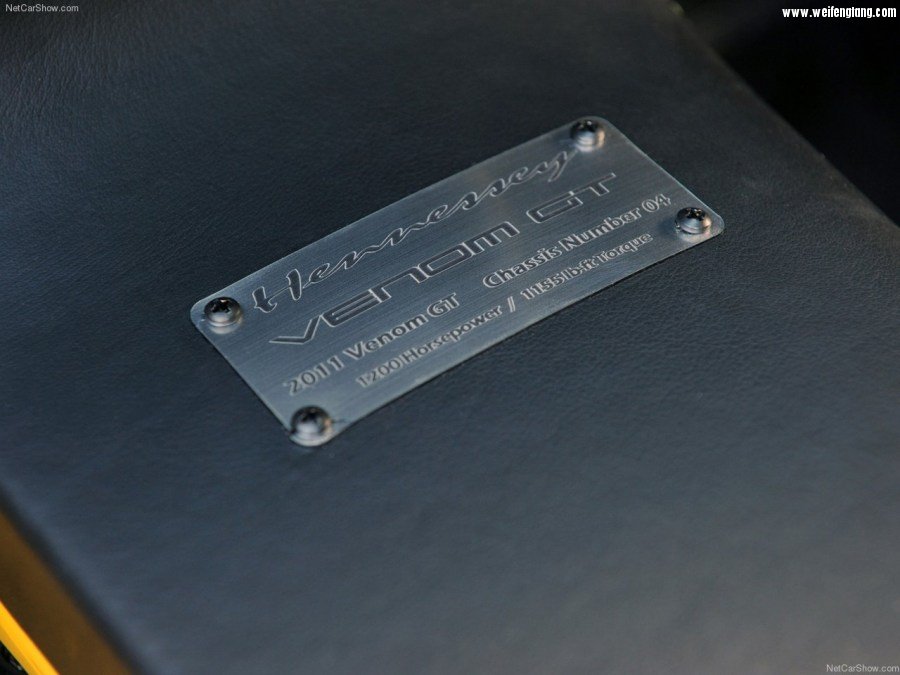 NetCarShow.com
www.weifengtang.com
Hennessey
VENOM GT
2011 Venom GT Chassis Number 04
1200 Horsepower / 1155 lb·ft Torque
NetCarShow.com